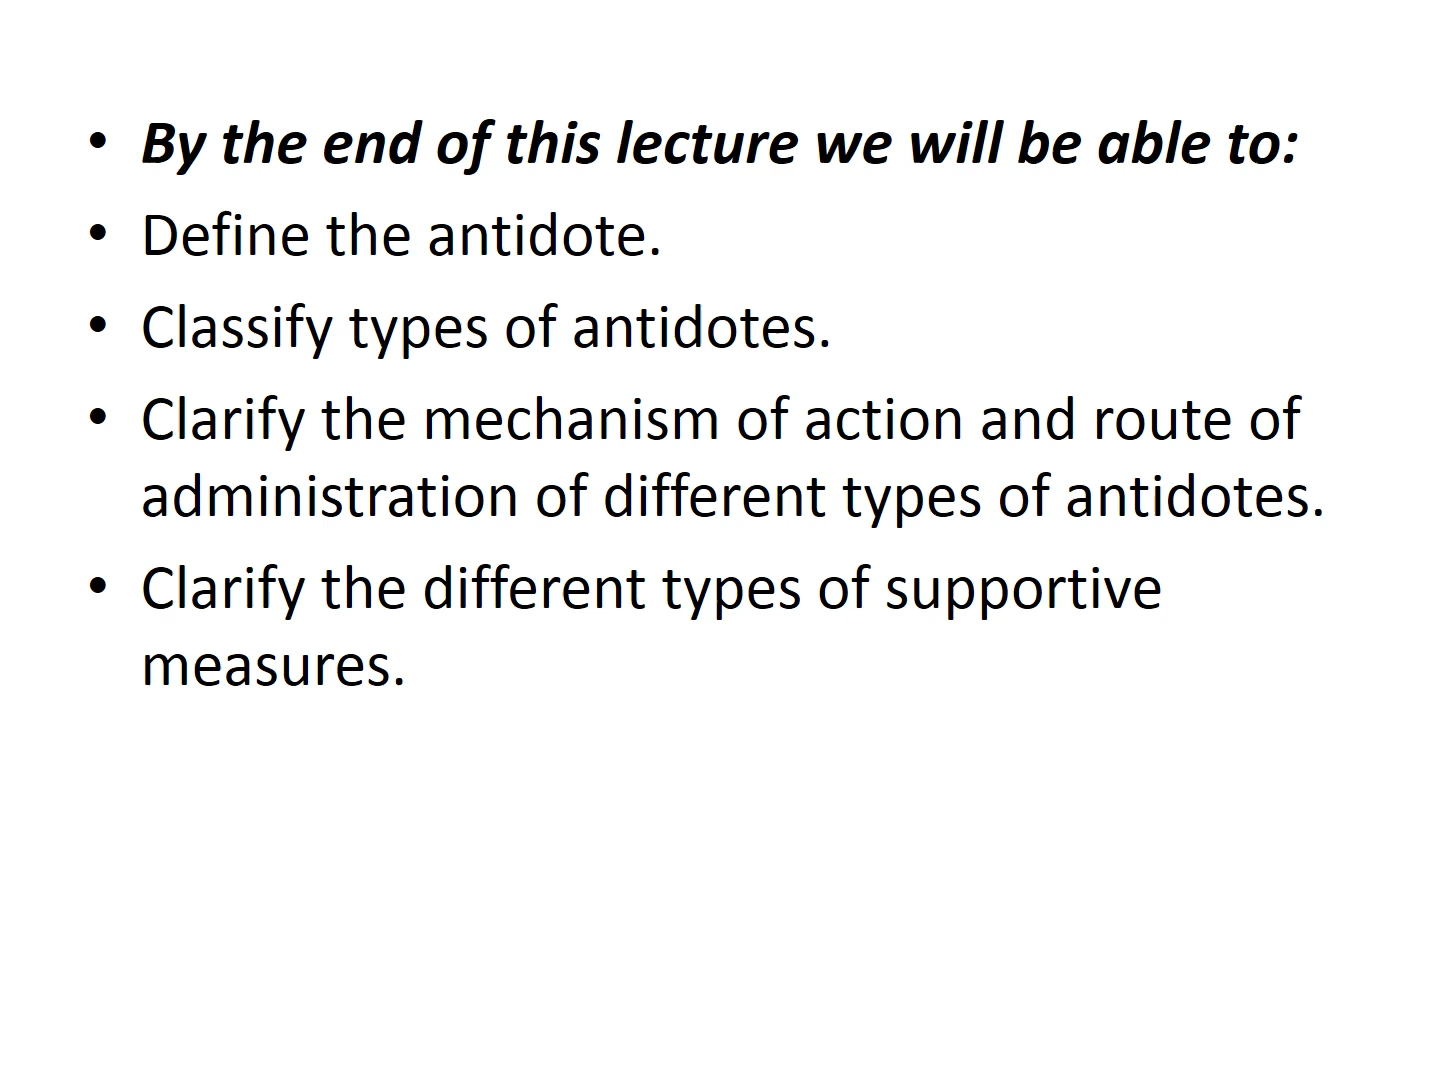 • By the end of this lecture we will be able to:
• Define the antidote.
• Classify types of antidotes.
• Clarify the mechanism of action and route of
administration of different types of antidotes.
• Clarify the different types of supportive
measures.